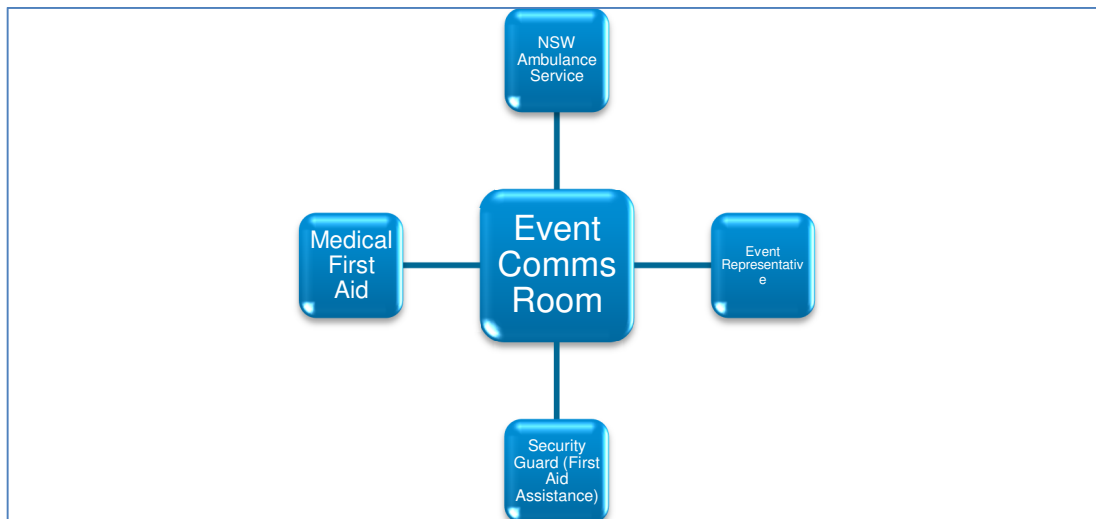 NSW
Ambulance
Service
Medical
First
Aid
Event
Comms
Room
Event
Representativ
e
Security
Guard (First
Aid
Assistance)